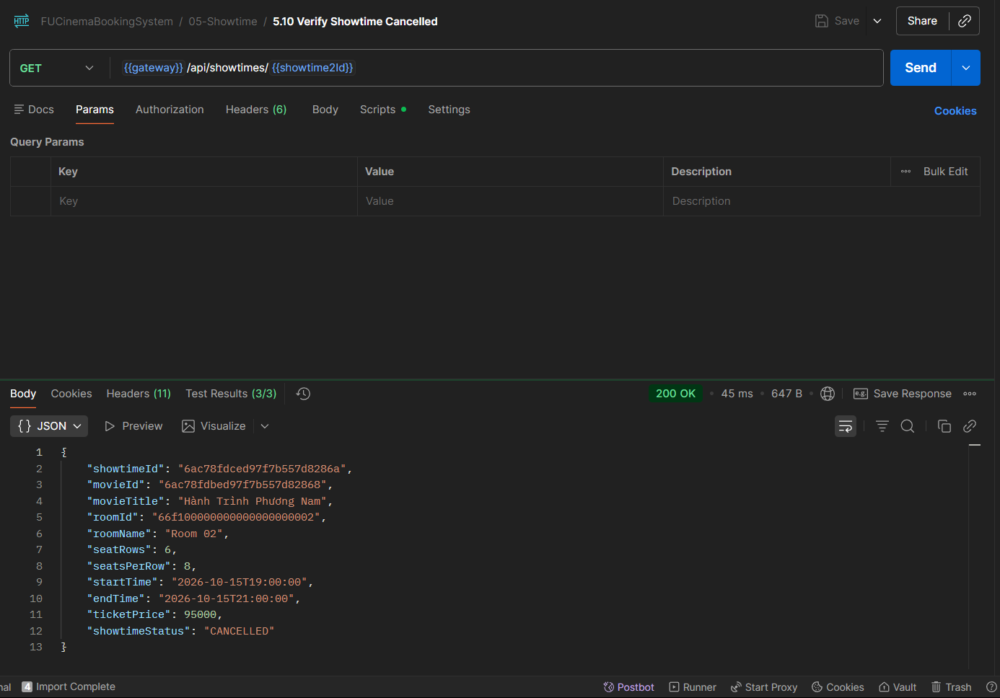 HTTP FUCinemaBookingSystem / 05-Showtime / 5.10 Verify Showtime Cancelled Save Share
GET {{gateway}} /api/showtimes/ {{showtime2Id}} Send
Docs Params Authorization Headers (6) Body Scripts Settings Cookies
Query Params
Key Value Description Bulk Edit
Key Value Description
Body Cookies Headers (11) Test Results (3/3) 200 OK 45 ms 647 B e.g. Save Response
{} JSON Preview Visualize
1 {
2 "showtimeId": "6ac78fdced97f7b557d8286a",
3 "movieId": "6ac78fdbed97f7b557d82868",
4 "movieTitle": "Hành Trình Phương Nam",
5 "roomId": "66f100000000000000000002",
6 "roomName": "Room 02",
7 "seatRows": 6,
8 "seatsPerRow": 8,
9 "startTime": "2026-10-15T19:00:00",
10 "endTime": "2026-10-15T21:00:00",
11 "ticketPrice": 95000,
12 "showtimeStatus": "CANCELLED"
13 }
nal 4 Import Complete Postbot Runner Start Proxy Cookies Vault Trash